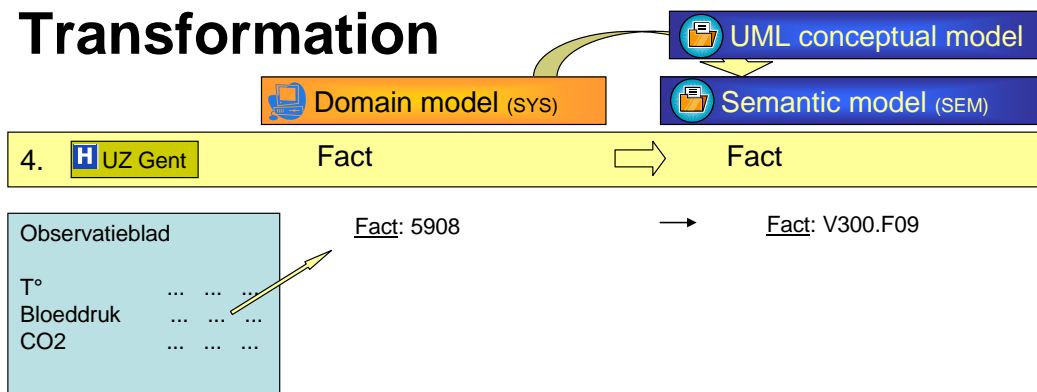 Transformation
UML conceptual model
Domain model (SYS)
Semantic model (SEM)
4. H UZ Gent Fact Fact
Observatieblad
Fact: 5908
Fact: V300.F09
T° ... ... ...
Bloeddruk ... ... ...
CO2 ... ... ...